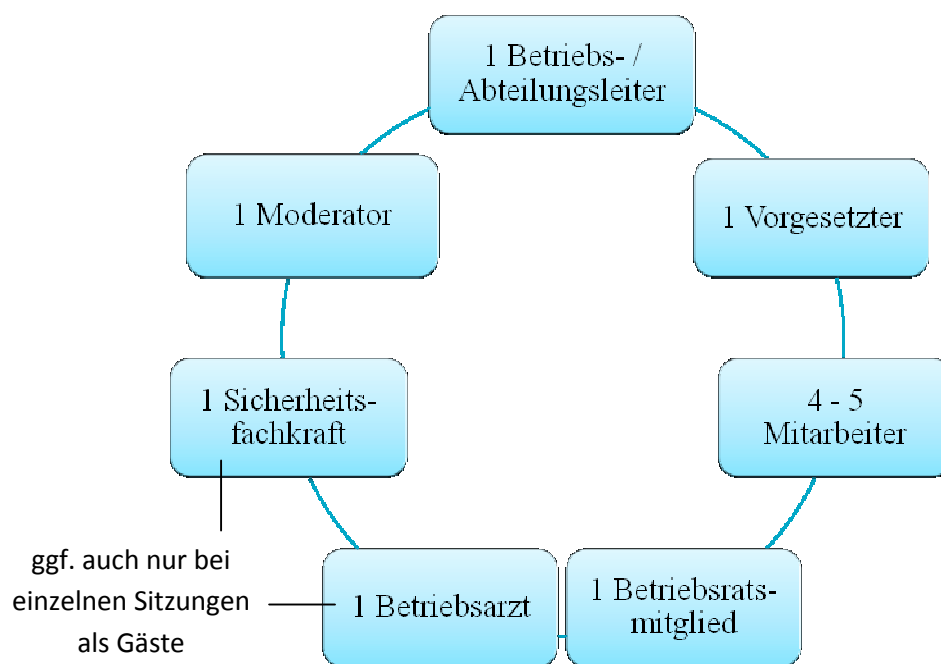 1 Betriebs- /
Abteilungsleiter
1 Moderator
1 Vorgesetzter
1 Sicherheits-
fachkraft
4 - 5
Mitarbeiter
ggf. auch nur bei
einzelnen Sitzungen
als Gäste
1 Betriebsarzt
1 Betriebsrats-
mitglied